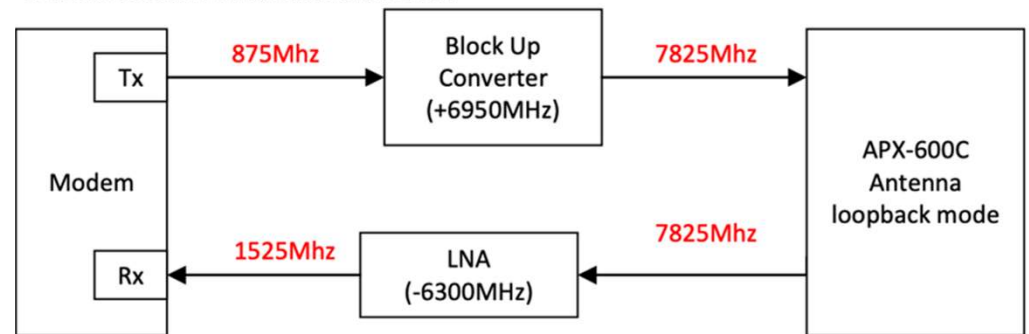 Tx
875Mhz
Block Up
Converter
(+6950MHz)
7825Mhz
APX-600C
Antenna
loopback mode
Modem
Rx
1525Mhz
LNA
(-6300MHz)
7825Mhz